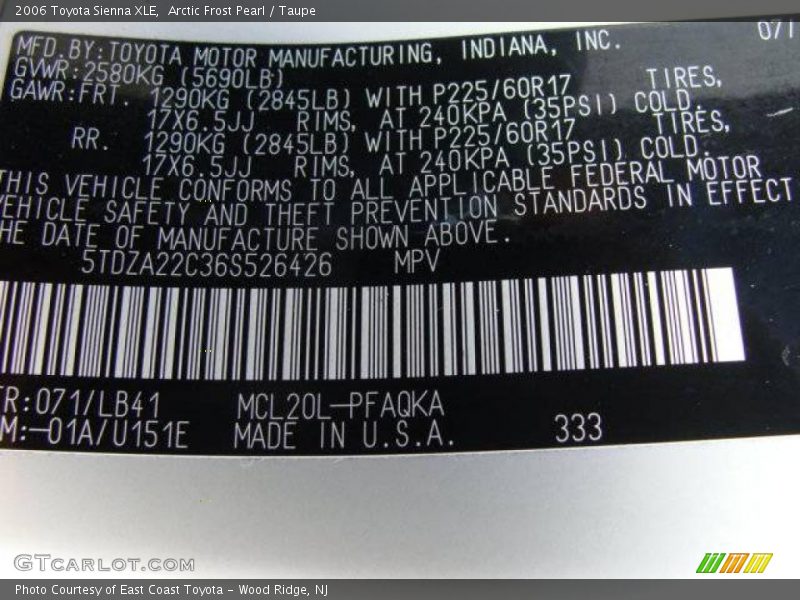 2006 Toyota Sienna XLE,  Arctic Frost Pearl / Taupe
071
MFD.BY:TOYOTA MOTOR MANUFACTURING, INDIANA, INC.
GVWR:2580KG (5690LB)
GAWR:FRT. 1290KG (2845LB) WITH P225/60R17 TIRES,
17X6.5JJ RIMS, AT 240KPA (35PSI) COLD.
RR. 1290KG (2845LB) WITH P225/60R17 TIRES,
17X6.5JJ RIMS, AT 240KPA (35PSI) COLD.
THIS VEHICLE CONFORMS TO ALL APPLICABLE FEDERAL MOTOR
VEHICLE SAFETY AND THEFT PREVENTION STANDARDS IN EFFECT
HE DATE OF MANUFACTURE SHOWN ABOVE.
5TDZA22C36S526426 MPV
TR:071/LB41 MCL20L-PFAQKA
M:-01A/U151E MADE IN U.S.A. 333
GTCARLOT.COM
Photo Courtesy of East Coast Toyota - Wood Ridge, NJ